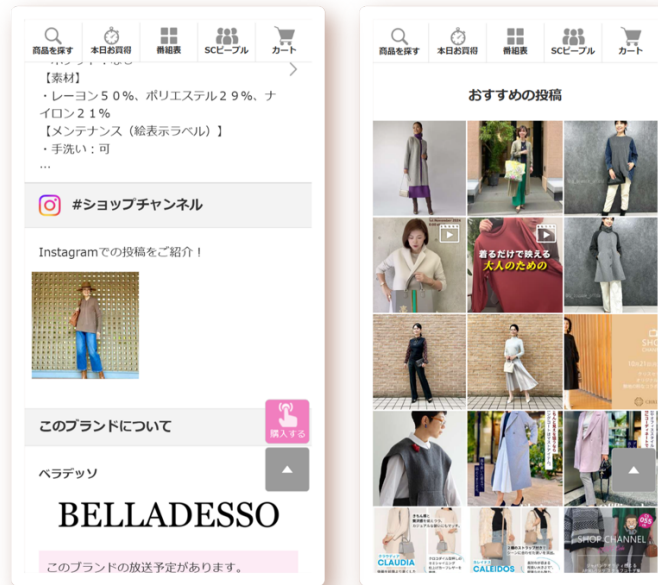 商品を探す
本日お買得
番組表
SCピープル
カート
【素材】
・レーヨン５０%、ポリエステル２９%、ナ
イロン２１%
【メンテナンス（絵表示ラベル）】
・手洗い：可
…
#ショップチャンネル
Instagramでの投稿をご紹介！
このブランドについて
購入する
ベラデッソ
BELLADESSO
このブランドの放送予定があります。
商品を探す
本日お買得
番組表
SCピープル
カート
おすすめの投稿
着るだけで映える
大人のための
CLAUDIA
CALEIDOS
SHOP CHANNEL